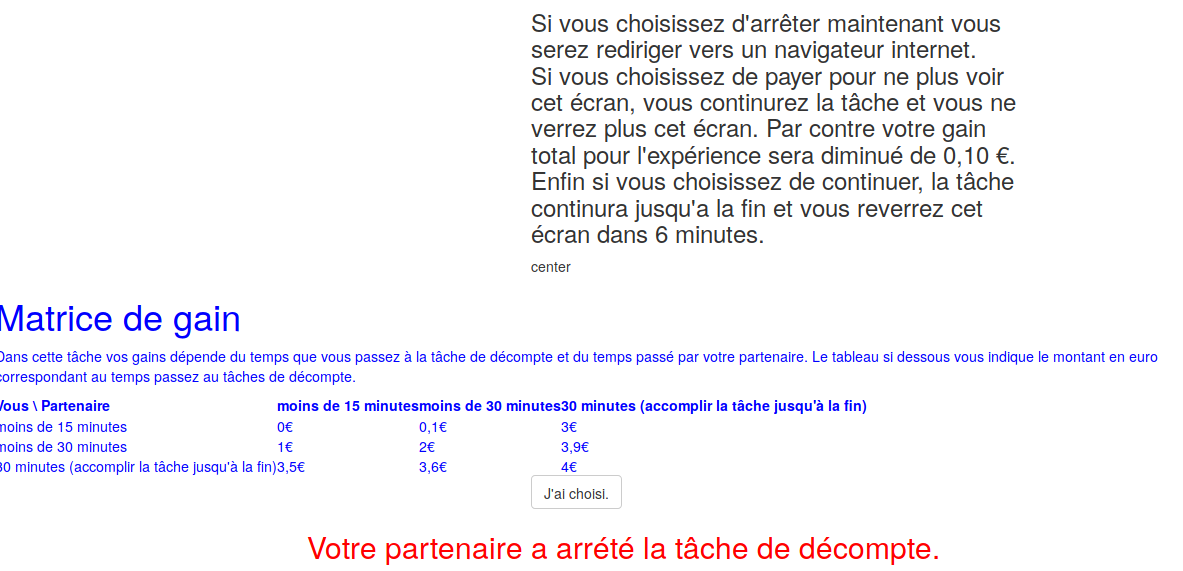 Si vous choisissez d'arrêter maintenant vous
serez rediriger vers un navigateur internet.
Si vous choisissez de payer pour ne plus voir
cet écran, vous continurez la tâche et vous ne
verrez plus cet écran. Par contre votre gain
total pour l'expérience sera diminué de 0,10 €.
Enfin si vous choisissez de continuer, la tâche
continura jusqu'a la fin et vous reverrez cet
écran dans 6 minutes.
center
Matrice de gain
Dans cette tâche vos gains dépende du temps que vous passez à la tâche de décompte et du temps passé par votre partenaire. Le tableau si dessous vous indique le montant en euro
correspondant au temps passez au tâches de décompte.
Vous \ Partenaire moins de 15 minutes moins de 30 minutes 30 minutes (accomplir la tâche jusqu'à la fin)
moins de 15 minutes 0€ 0,1€ 3€
moins de 30 minutes 1€ 2€ 3,9€
30 minutes (accomplir la tâche jusqu'à la fin) 3,5€ 3,6€ 4€
J'ai choisi.
Votre partenaire a arrété la tâche de décompte.